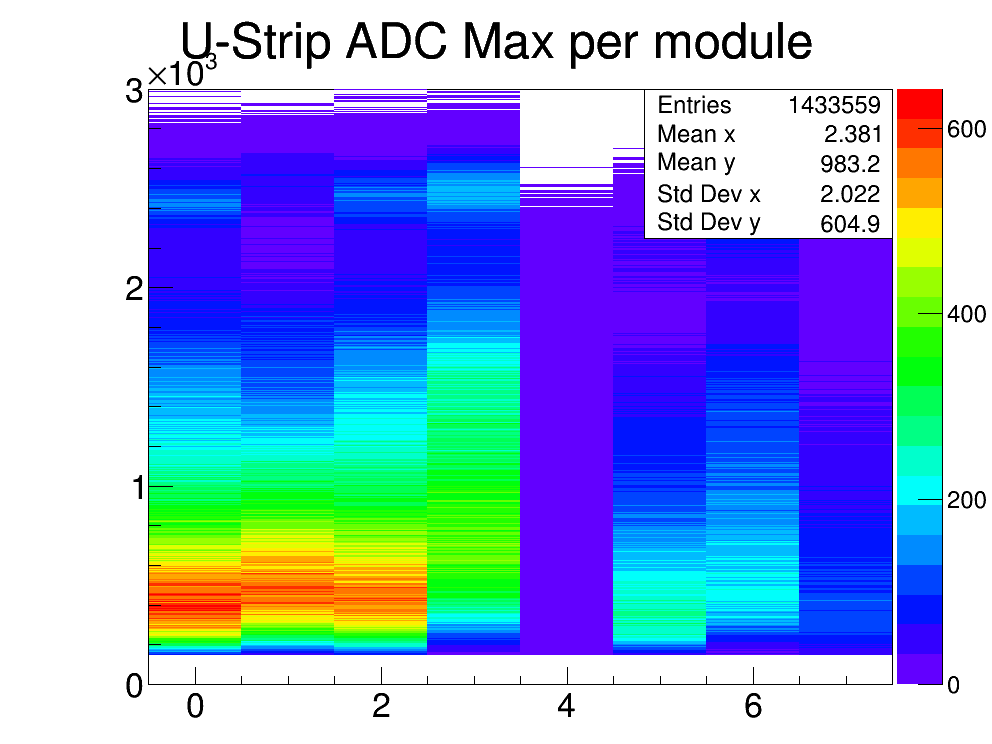 U-Strip ADC Max per module
×10³
3
2
1
0
0 2 4 6
Entries 1433559
Mean x 2.381
Mean y 983.2
Std Dev x 2.022
Std Dev y 604.9
600
400
200
0